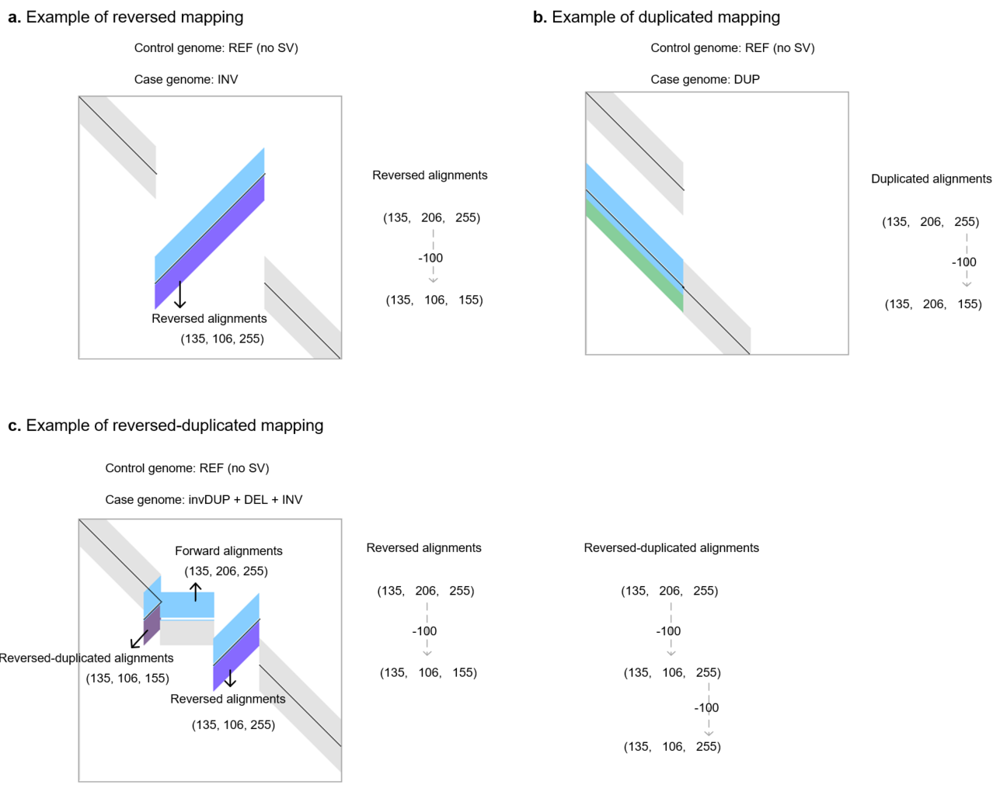 a. Example of reversed mapping
Control genome: REF (no SV)
Case genome: INV
Reversed alignments
(135, 106, 255)
Reversed alignments
(135, 206, 255)
-100
(135, 106, 155)
b. Example of duplicated mapping
Control genome: REF (no SV)
Case genome: DUP
Duplicated alignments
(135, 206, 255)
-100
(135, 206, 155)
c. Example of reversed-duplicated mapping
Control genome: REF (no SV)
Case genome: invDUP + DEL + INV
Forward alignments
(135, 206, 255)
Reversed-duplicated alignments
(135, 106, 155)
Reversed alignments
(135, 106, 255)
Reversed alignments
(135, 206, 255)
-100
(135, 106, 155)
Reversed-duplicated alignments
(135, 206, 255)
-100
(135, 106, 255)
-100
(135, 106, 255)